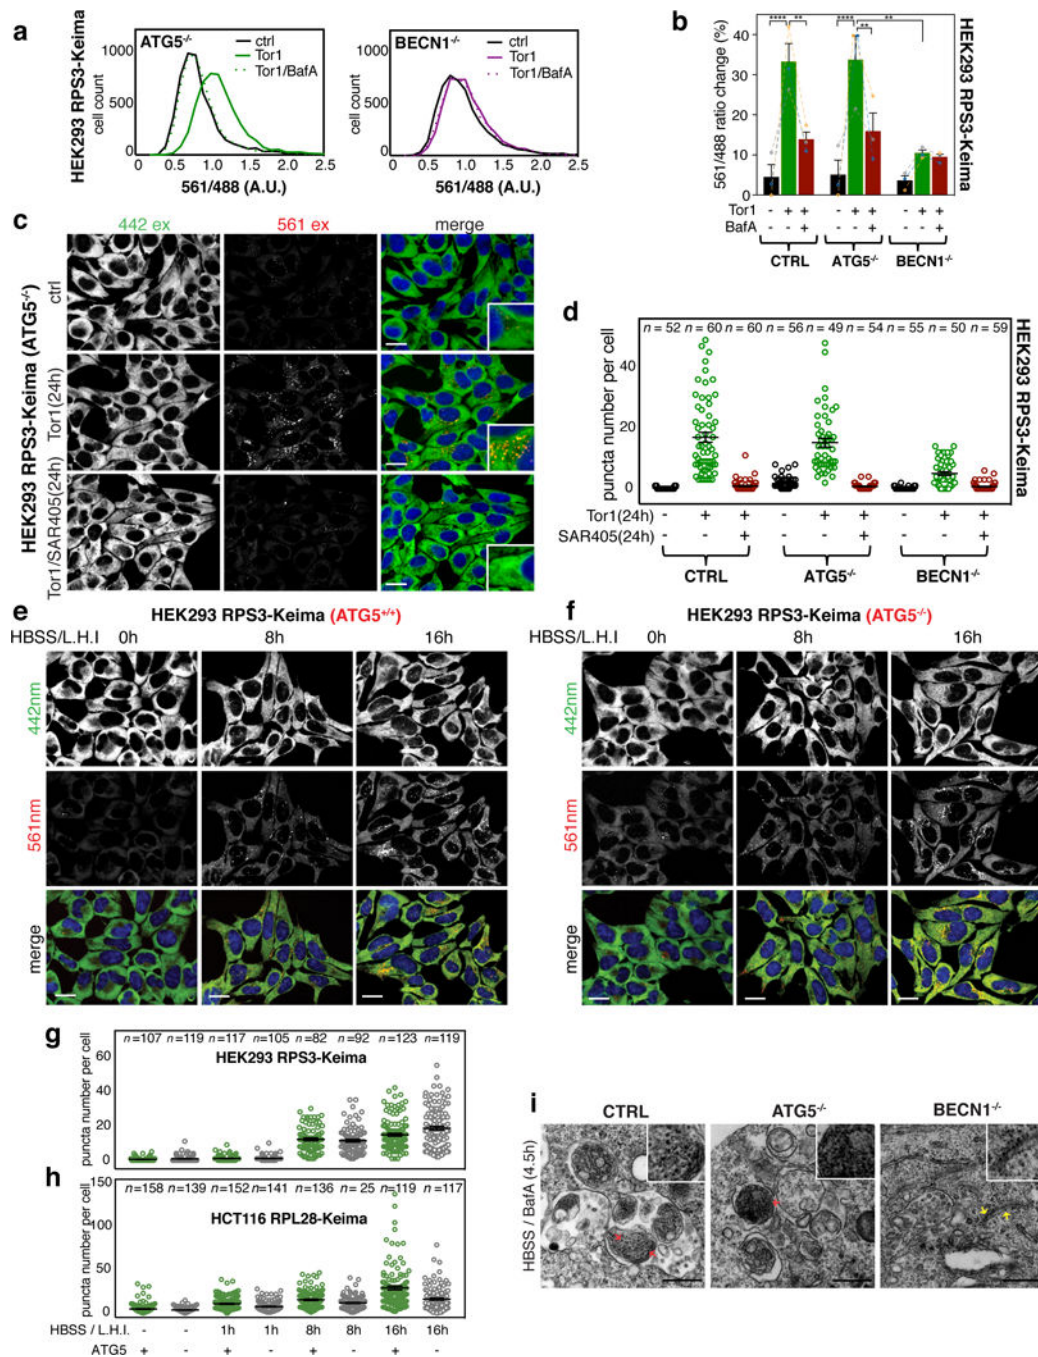 a
HEK293 RPS3-Keima
cell count
1000
500
0
ATG5-/-
ctrl
Tor1
Tor1/BafA
0.0 0.5 1.0 1.5 2.0 2.5
561/488 (A.U.)
cell count
1000
500
0
BECN1-/-
ctrl
Tor1
Tor1/BafA
0.0 0.5 1.0 1.5 2.0 2.5
561/488 (A.U.)
b
HEK293 RPS3-Keima
561/488 ratio change (%)
40
30
20
10
0
**** ** **** ** **
Tor1 - + + - + + - + +
BafA - + - + - +
CTRL ATG5-/- BECN1-/-
c
442 ex 561 ex merge
HEK293 RPS3-Keima (ATG5-/-)
ctrl
Tor1(24h)
Tor1/SAR405(24h)
d
HEK293 RPS3-Keima
puncta number per cell
n = 52 n = 60 n = 60 n = 56 n = 49 n = 54 n = 55 n = 50 n = 59
40
20
0
Tor1(24h) - + + - + + - + +
SAR405(24h) - - + - - + - - +
CTRL ATG5-/- BECN1-/-
e
HEK293 RPS3-Keima (ATG5+/+)
HBSS/L.H.I 0h 8h 16h
442nm
561nm
merge
f
HEK293 RPS3-Keima (ATG5-/-)
HBSS/L.H.I 0h 8h 16h
442nm
561nm
merge
g
puncta number per cell
n=107 n=119 n=117 n=105 n=82 n=92 n=123 n=119
HEK293 RPS3-Keima
60
40
20
0
h
puncta number per cell
n=158 n=139 n=152 n=141 n=136 n= 25 n=119 n=117
HCT116 RPL28-Keima
150
100
50
0
HBSS / L.H.I. - - 1h 1h 8h 8h 16h 16h
ATG5 + - + - + - + -
i
CTRL ATG5-/- BECN1-/-
HBSS / BafA (4.5h)